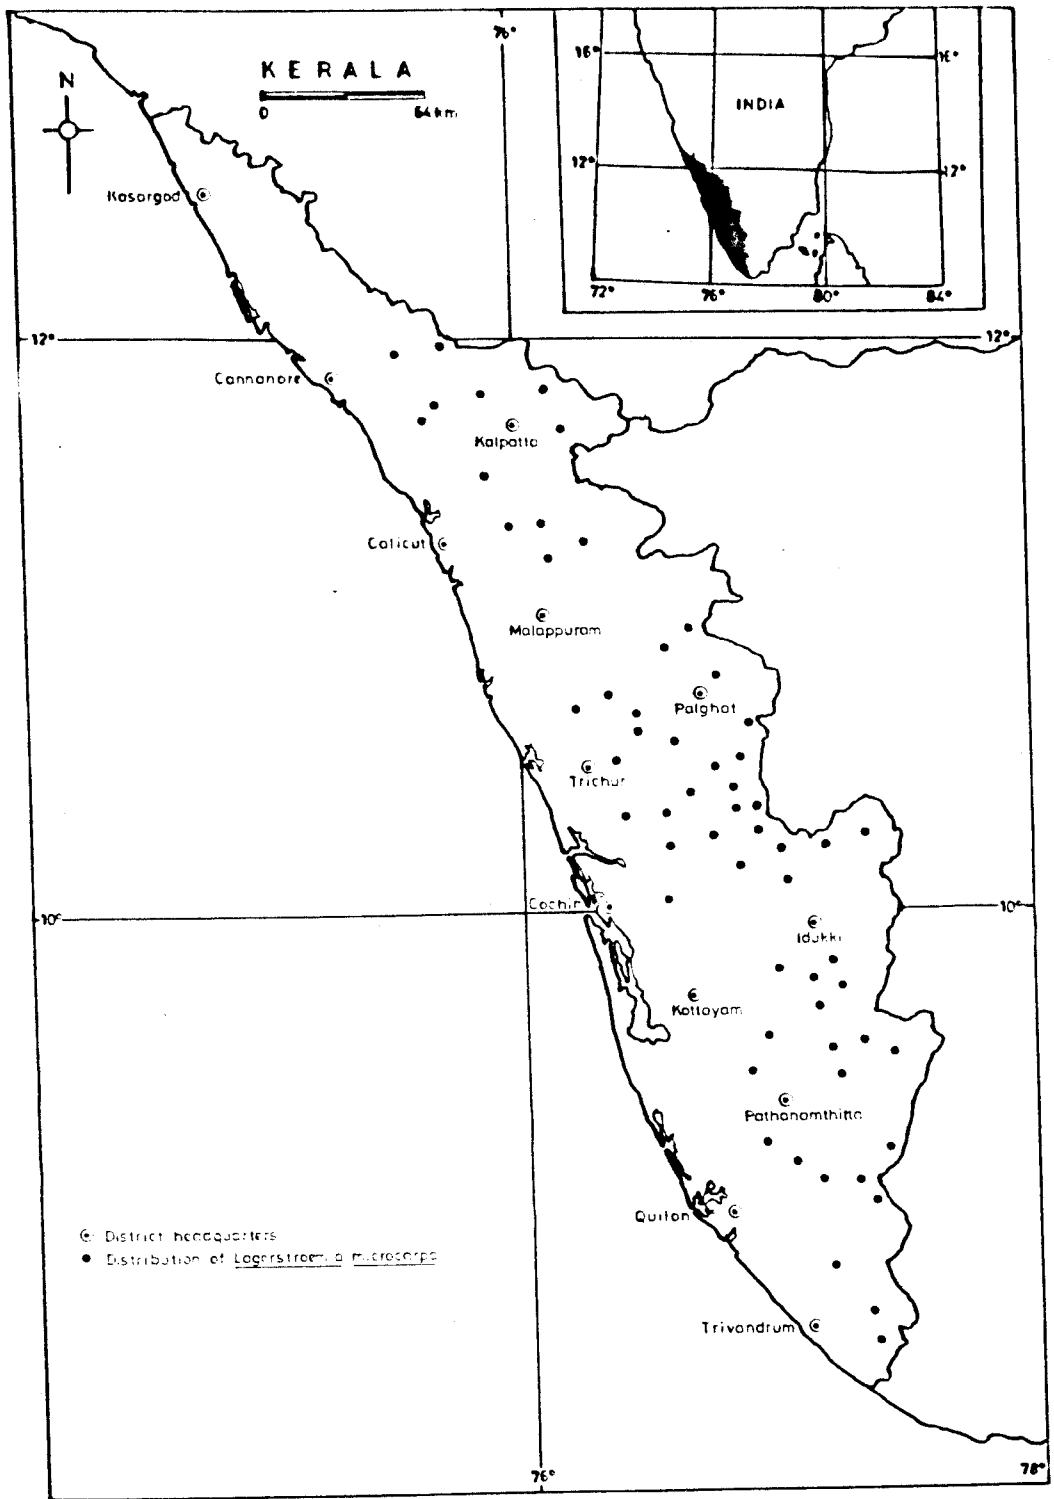 76°
KERALA
0 64 km
N
16° 16°
INDIA
12° 12°
72° 76° 80° 84°
Kasargod
12° 12°
Cannanore
Kalpatta
Calicut
Malappuram
Palghat
Trichur
Cochin
10° 10°
Idukki
Kottayam
Pathanamthitta
Quilon
District headquarters
Distribution of Lagerstroemia microcarpa
Trivandrum
76° 78°